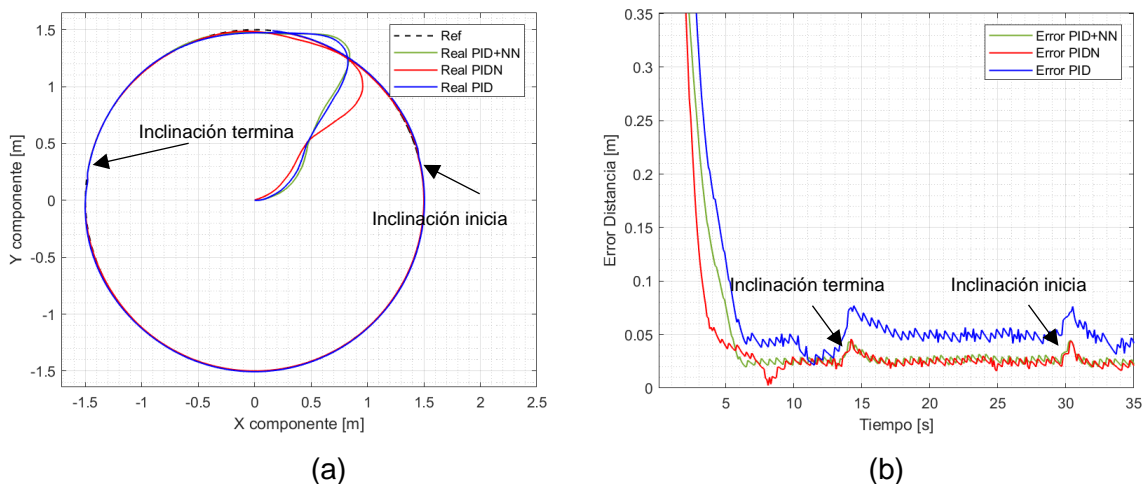 Ref
Real PID+NN
Real PIDN
Real PID
Inclinación termina
Inclinación inicia
Y componente [m]
1.5
1
0.5
0
-0.5
-1
-1.5
-1.5
-1
-0.5
0
0.5
1
1.5
2
2.5
X componente [m]
(a)
Error PID+NN
Error PIDN
Error PID
Inclinación termina
Inclinación inicia
Error Distancia [m]
0.35
0.3
0.25
0.2
0.15
0.1
0.05
0
5
10
15
20
25
30
35
Tiempo [s]
(b)